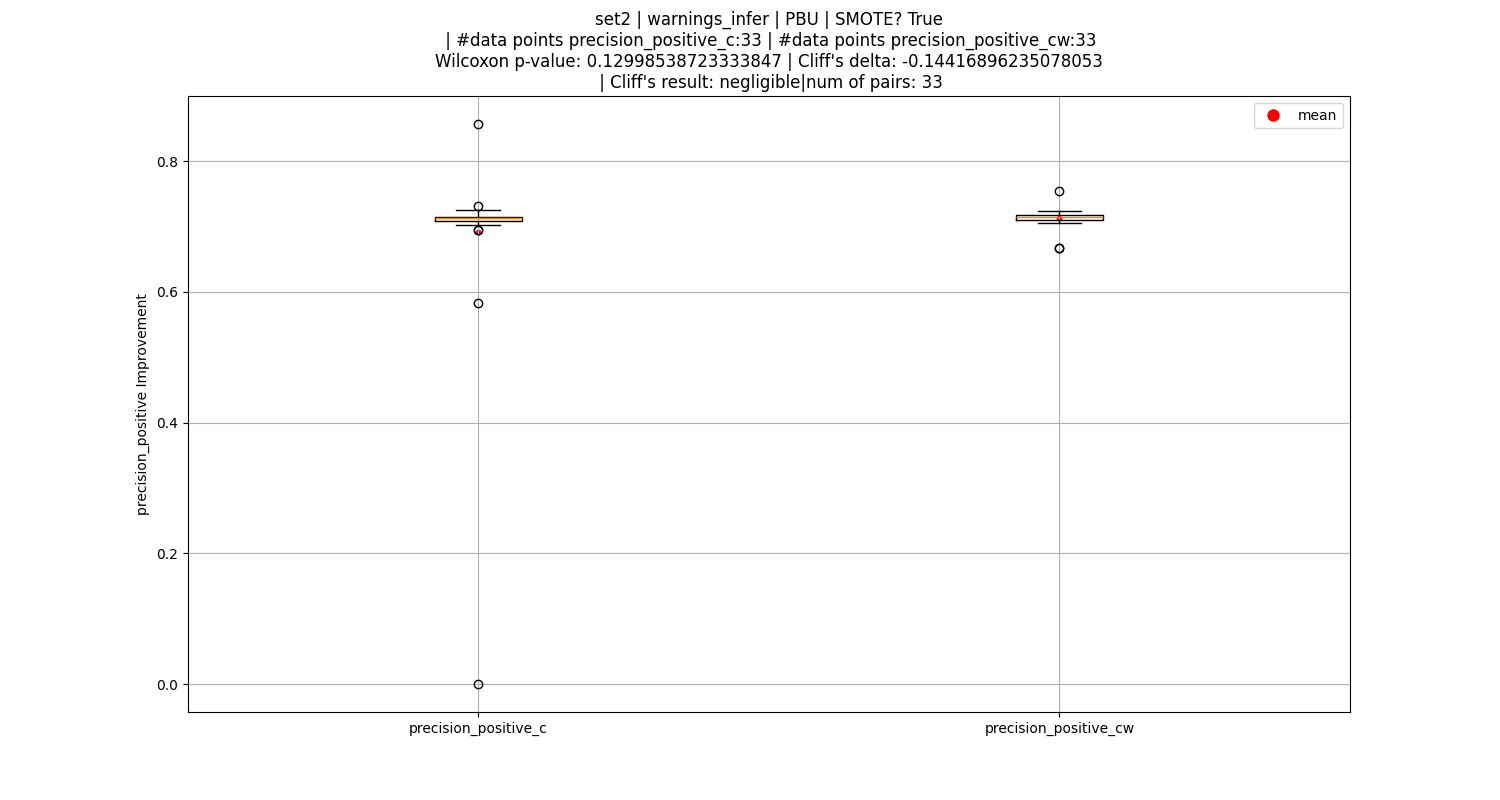 set2 | warnings_infer | PBU | SMOTE? True
| #data points precision_positive_c:33 | #data points precision_positive_cw:33
Wilcoxon p-value: 0.12998538723333847 | Cliff's delta: -0.14416896235078053
| Cliff's result: negligible|num of pairs: 33
mean
0.8
0.6
0.4
0.2
0.0
precision_positive Improvement
precision_positive_c
precision_positive_cw